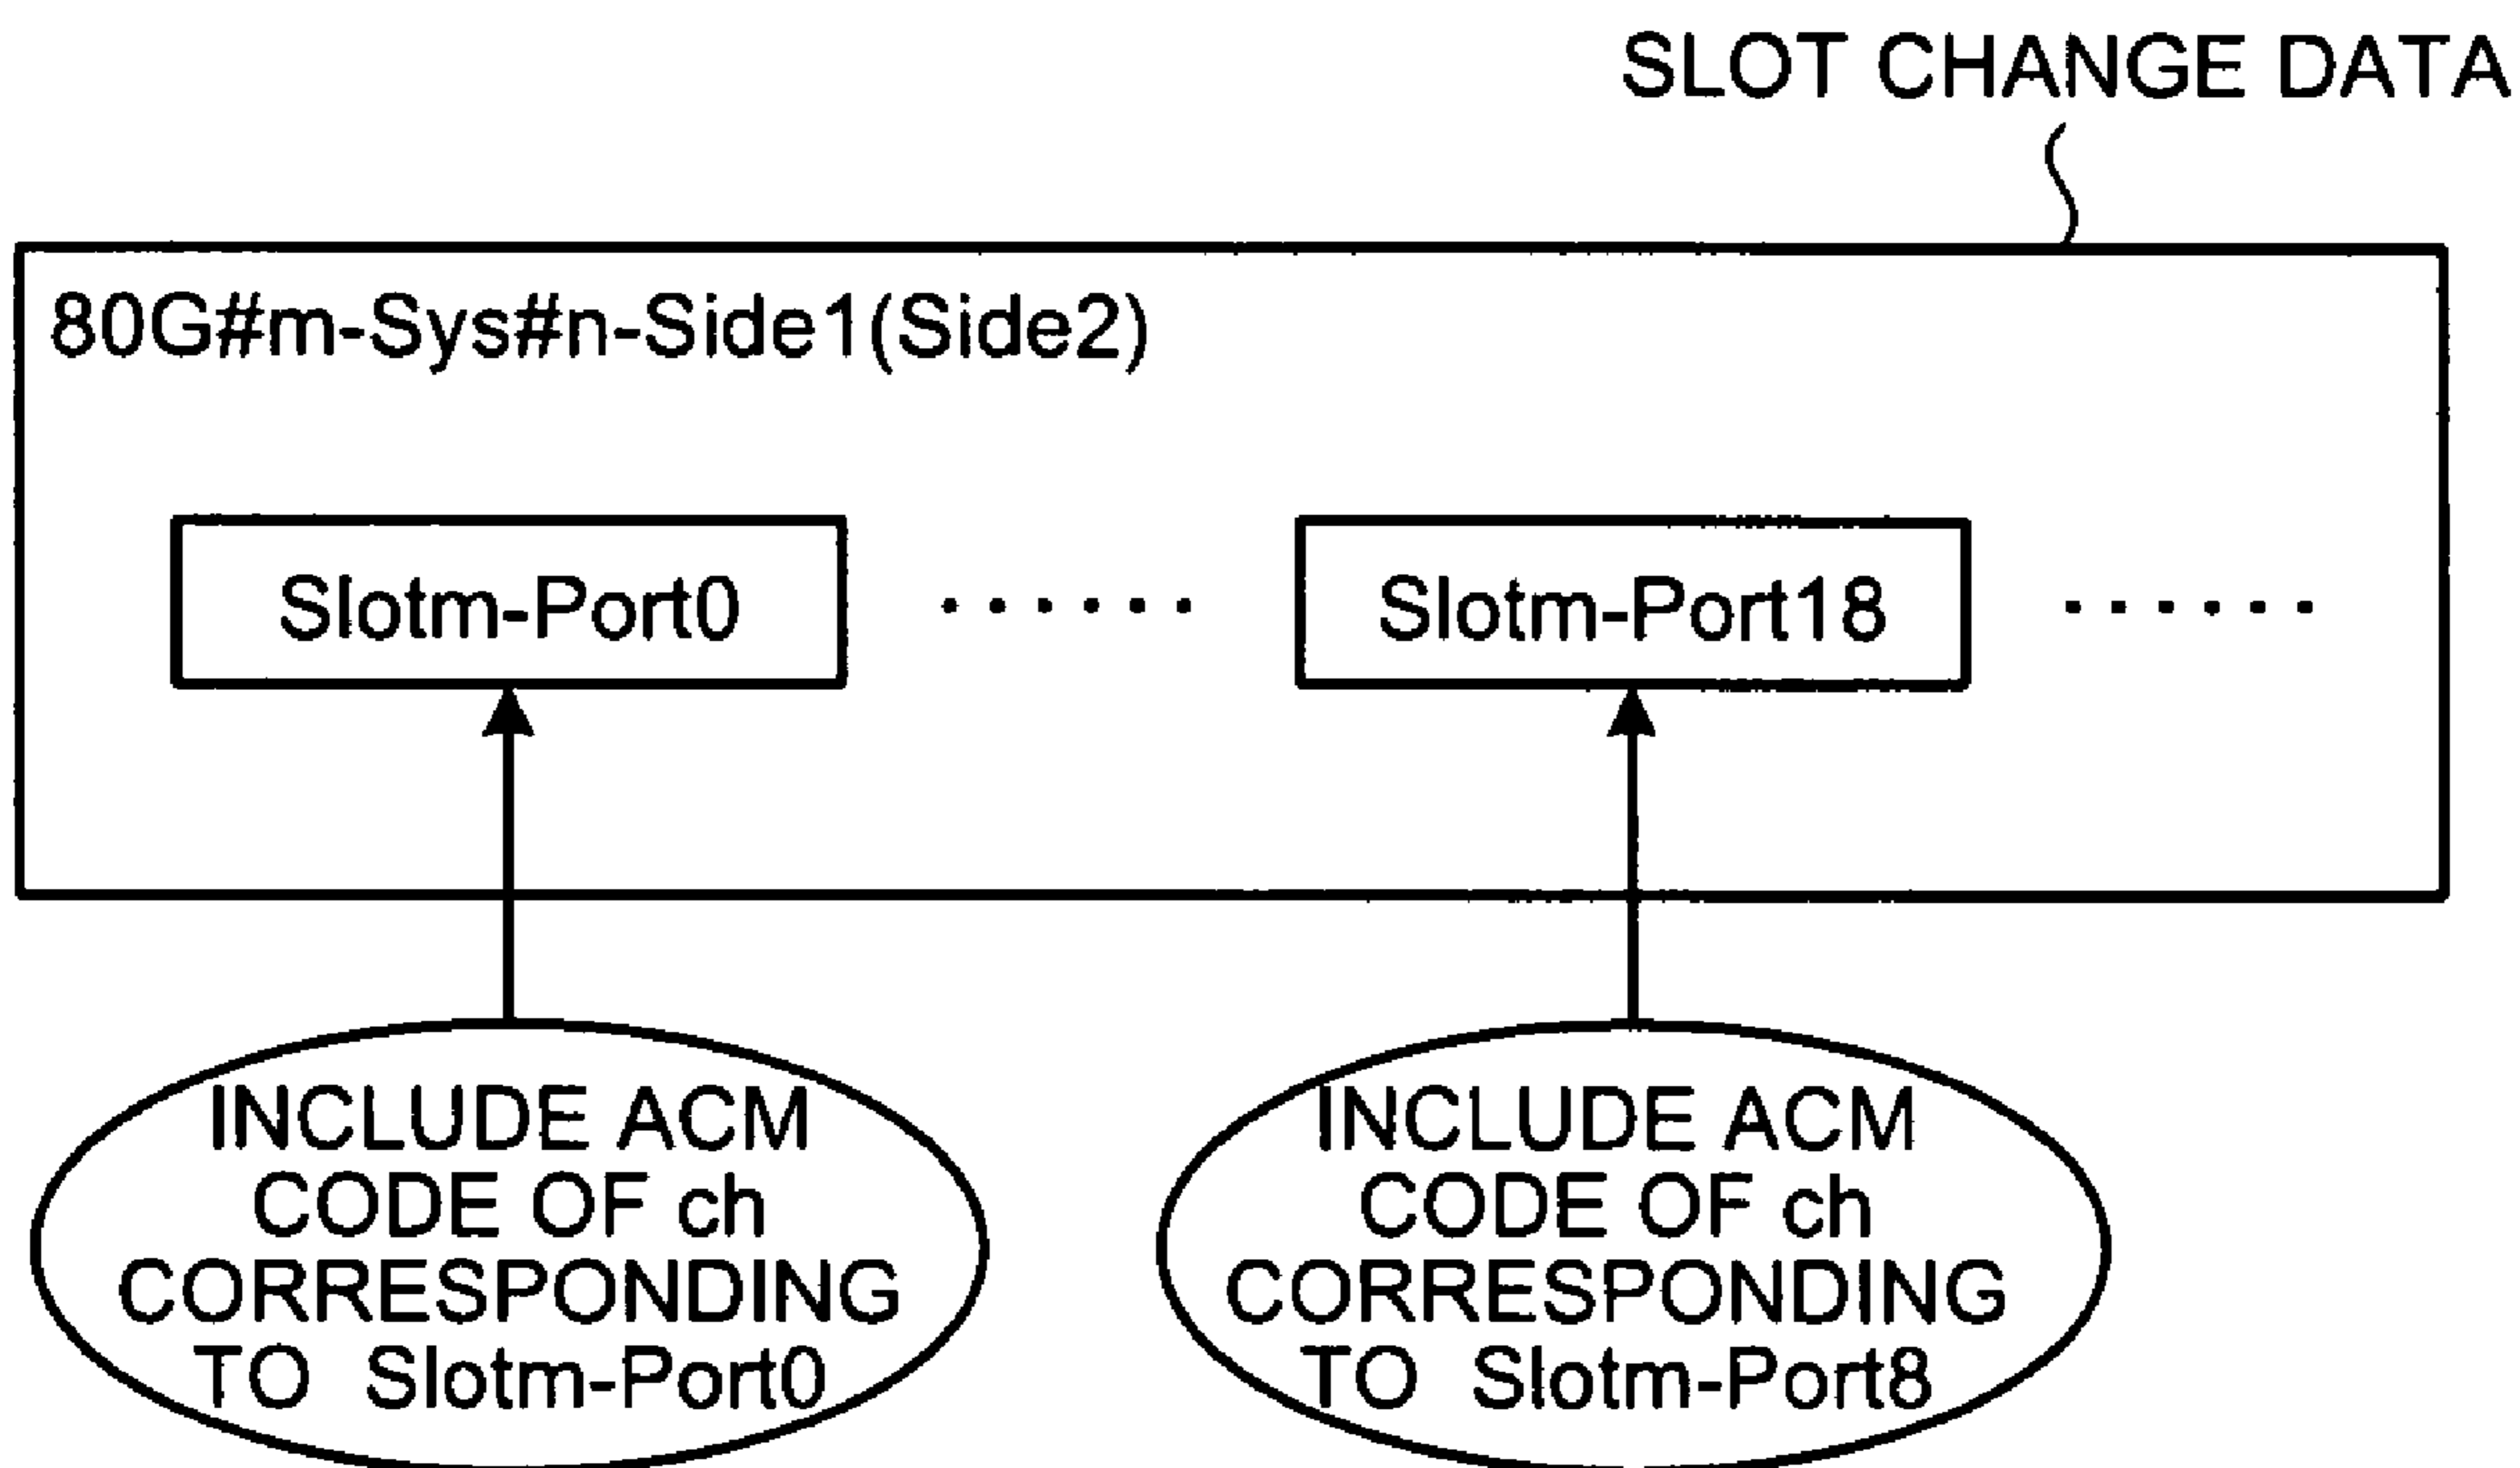 SLOT CHANGE DATA
80G#m-Sys#n-Side1(Side2)
Slotm-Port0 ...... Slotm-Port18 ......
INCLUDE ACM
CODE OF ch
CORRESPONDING
TO Slotm-Port0
INCLUDE ACM
CODE OF ch
CORRESPONDING
TO Slotm-Port8